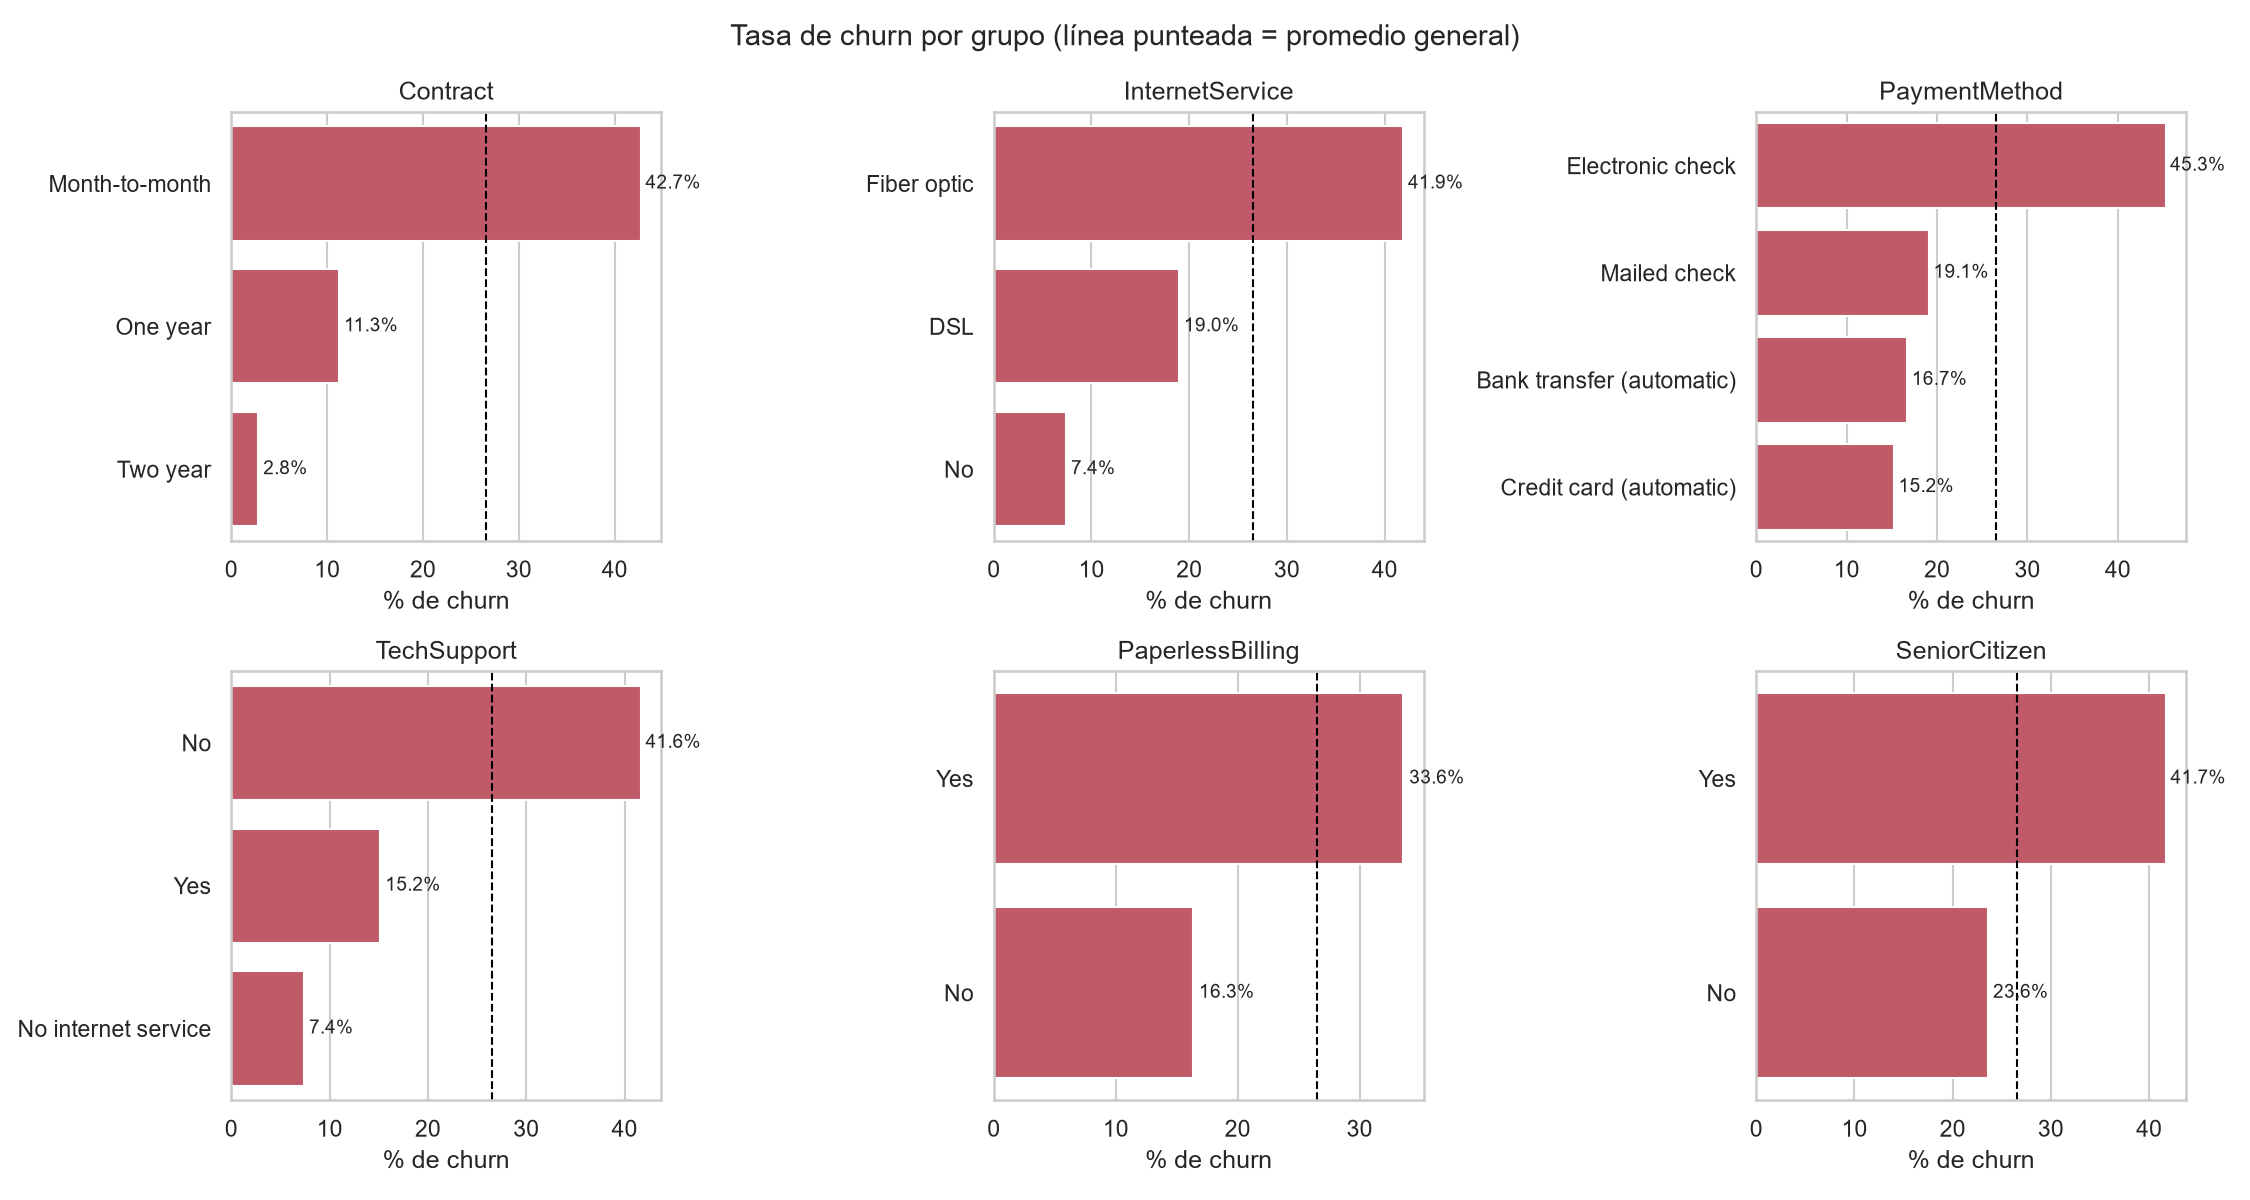 Tasa de churn por grupo (línea punteada = promedio general)
Contract
Month-to-month
42.7%
One year
11.3%
Two year
2.8%
0 10 20 30 40
% de churn
InternetService
Fiber optic
41.9%
DSL
19.0%
No
7.4%
0 10 20 30 40
% de churn
PaymentMethod
Electronic check
45.3%
Mailed check
19.1%
Bank transfer (automatic)
16.7%
Credit card (automatic)
15.2%
0 10 20 30 40
% de churn
TechSupport
No
41.6%
Yes
15.2%
No internet service
7.4%
0 10 20 30 40
% de churn
PaperlessBilling
Yes
33.6%
No
16.3%
0 10 20 30
% de churn
SeniorCitizen
Yes
41.7%
No
23.6%
0 10 20 30 40
% de churn